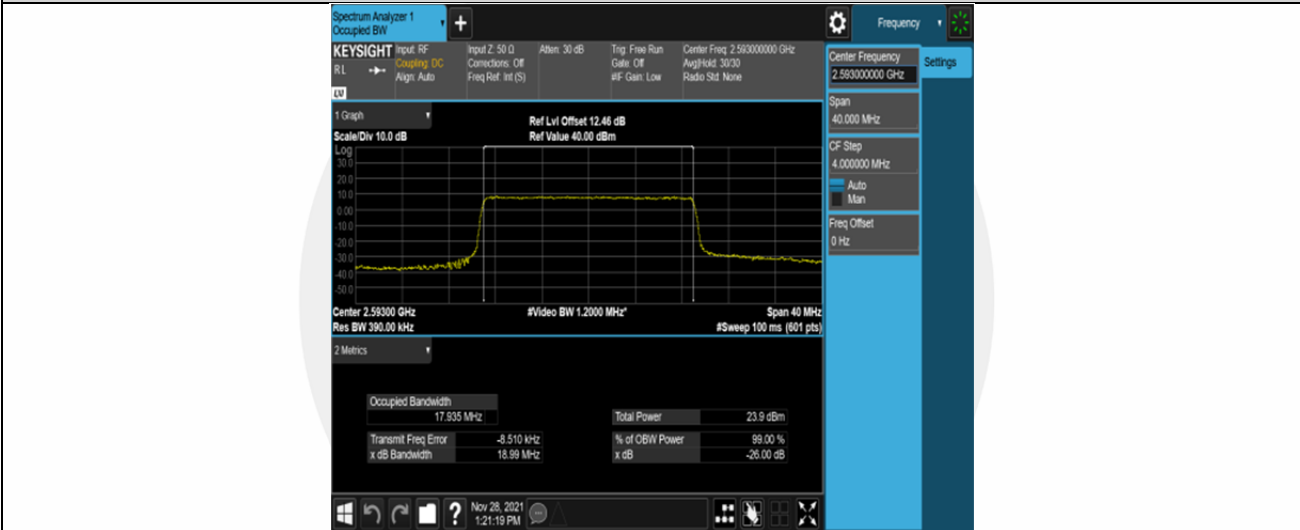 Spectrum Analyzer 1
Occupied BW
+
Frequency
KEYSIGHT
R L
LXI
Input: RF
Coupling: DC
Align: Auto
Input Z: 50 Ω
Corrections: Off
Freq Ref: Int (S)
Atten: 30 dB
Trig: Free Run
Gate: Off
#IF Gain: Low
Center Freq: 2.593000000 GHz
Avg|Hold: 30/30
Radio Std: None
Center Frequency
2.593000000 GHz
Settings
Span
40.000 MHz
CF Step
4.000000 MHz
Auto
Man
Freq Offset
0 Hz
1 Graph
Scale/Div 10.0 dB
Ref Lvl Offset 12.46 dB
Ref Value 40.00 dBm
Log
30.0
20.0
10.0
0.00
-10.0
-20.0
-30.0
-40.0
-50.0
Center 2.59300 GHz
#Video BW 1.2000 MHz*
Span 40 MHz
Res BW 390.00 kHz
#Sweep 100 ms (601 pts)
2 Metrics
Occupied Bandwidth
17.935 MHz
Total Power 23.9 dBm
Transmit Freq Error -8.510 kHz
% of OBW Power 99.00 %
x dB Bandwidth 18.99 MHz
x dB -26.00 dB
?
Nov 28, 2021
1:21:19 PM